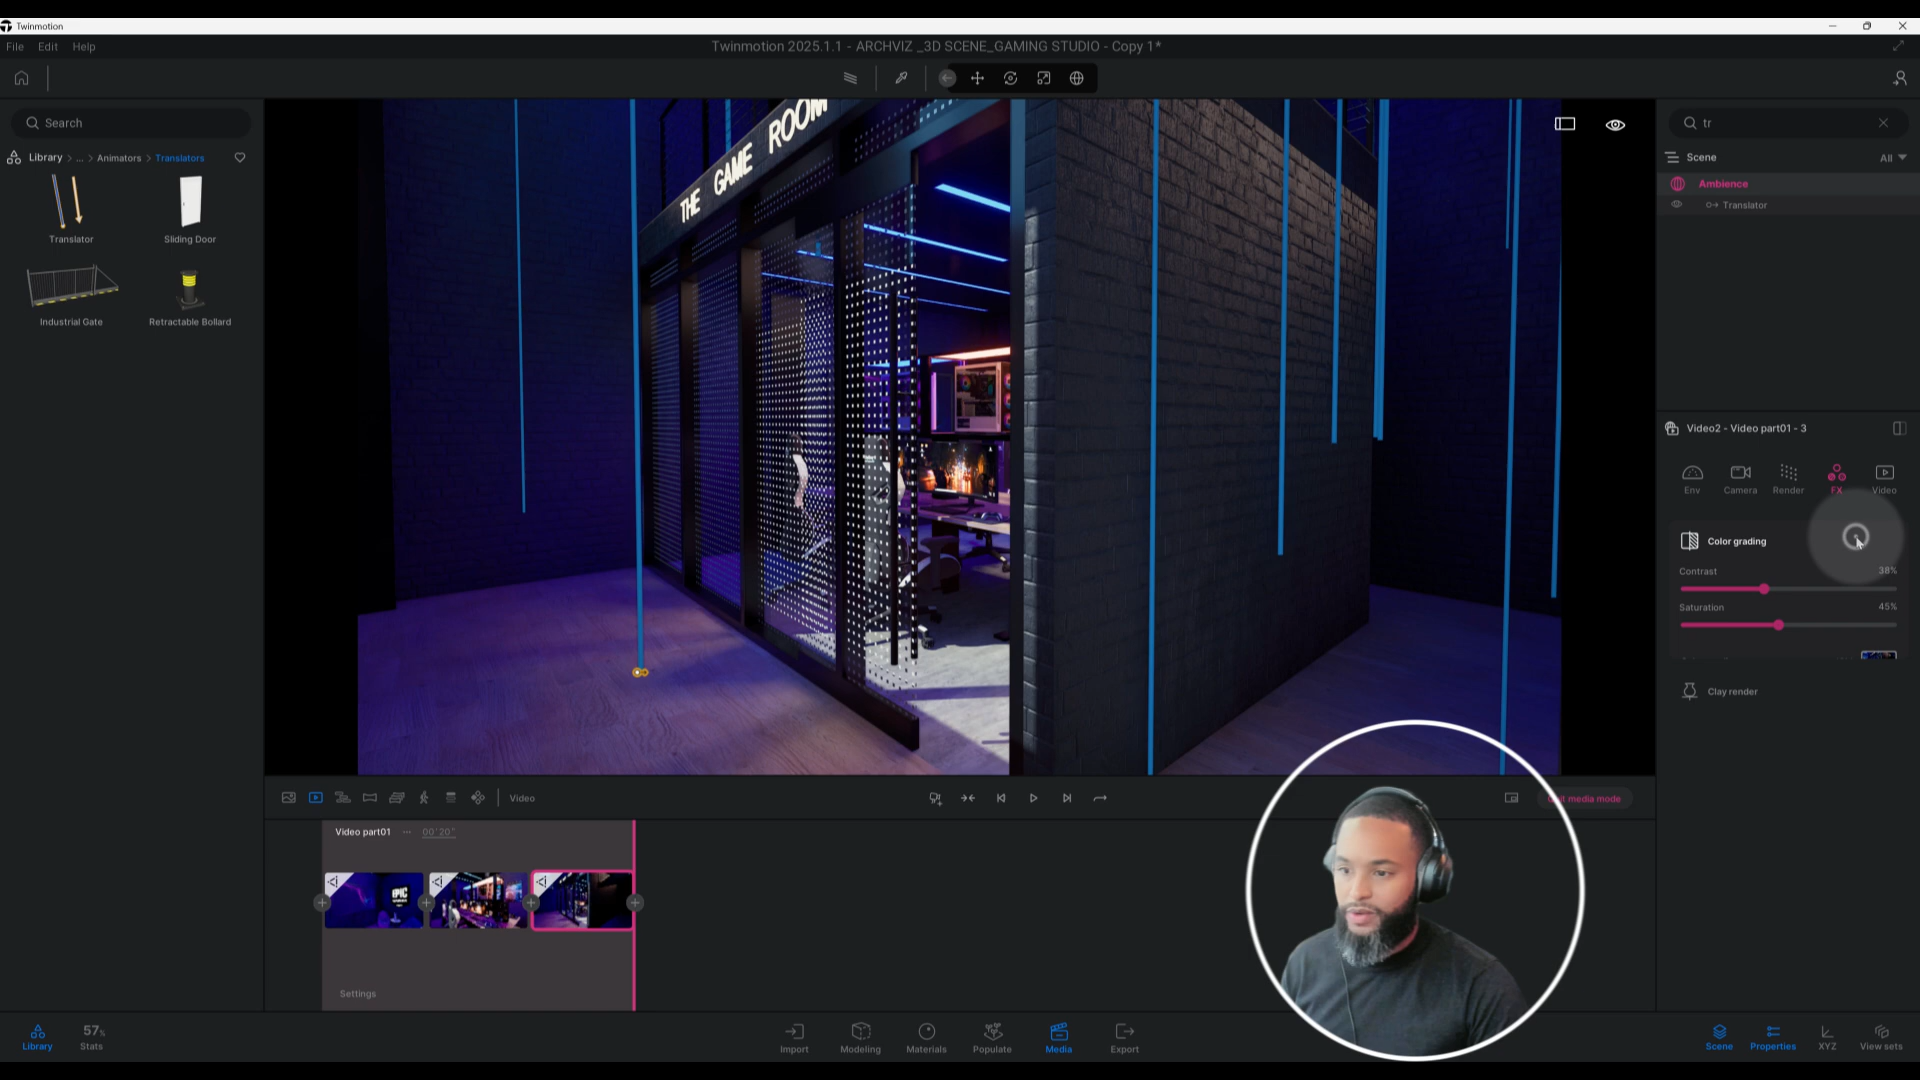 Twinmotion
File Edit Help
Twinmotion 2025.1.1 - ARCHVIZ _3D SCENE_GAMING STUDIO - Copy 1*
Search
Library > ... > Animators > Translators
Translator
Sliding Door
Industrial Gate
Retractable Bollard
THE GAME ROOM
tr
Scene
All
Ambience
Translator
Video2 - Video part01 - 3
Env
Camera
Render
FX
Video
Color grading
Contrast
38%
Saturation
45%
Clay render
Video
media mode
Video part01 ... 00'20"
EPIC
Settings
Library
57%
Stats
Import
Modeling
Materials
Populate
Media
Export
Scene
Properties
XYZ
View sets